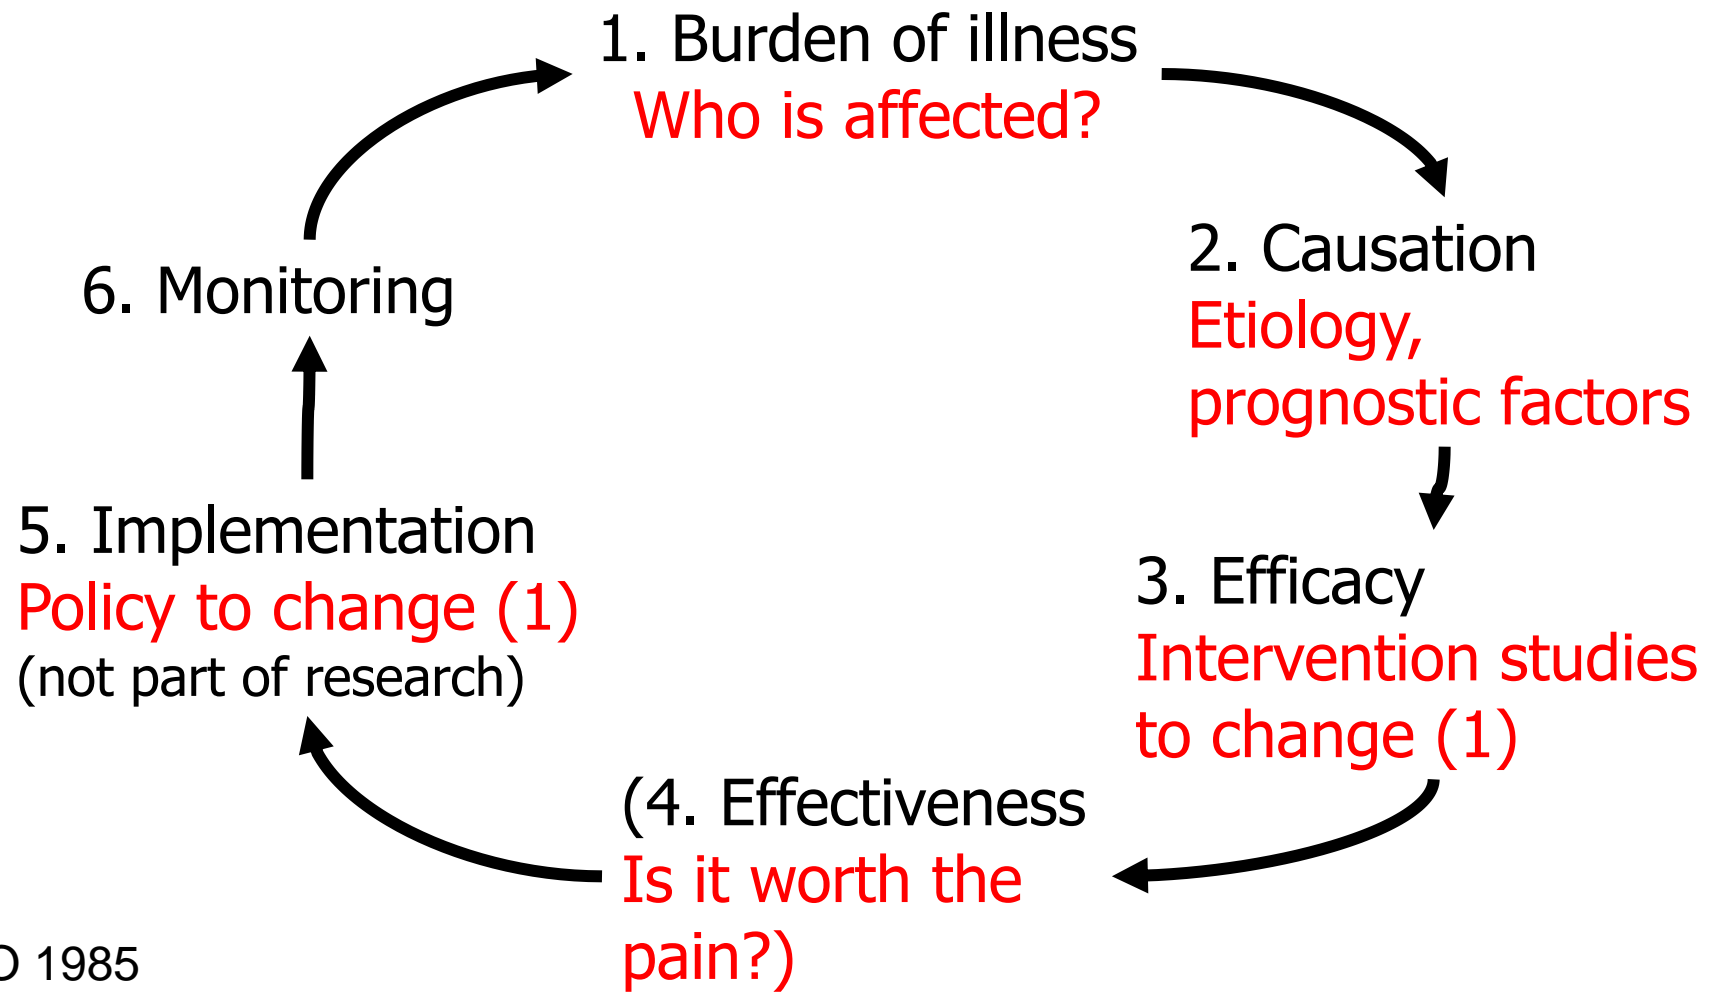 1. Burden of illness
Who is affected?
2. Causation
Etiology,
prognostic factors
3. Efficacy
Intervention studies
to change (1)
(4. Effectiveness
Is it worth the
pain?)
5. Implementation
Policy to change (1)
(not part of research)
6. Monitoring
1985